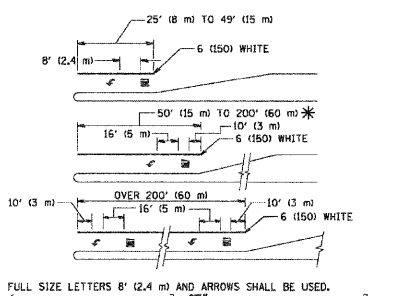 25' (8 m) TO 49' (15 m)
8' (2.4 m)
6 (150) WHITE
50' (15 m) TO 200' (60 m)*
16' (5 m)
10' (3 m)
6 (150) WHITE
OVER 200' (60 m)
10' (3 m)
16' (5 m)
10' (3 m)
6 (150) WHITE
FULL SIZE LETTERS 8' (2.4 m) AND ARROWS SHALL BE USED.